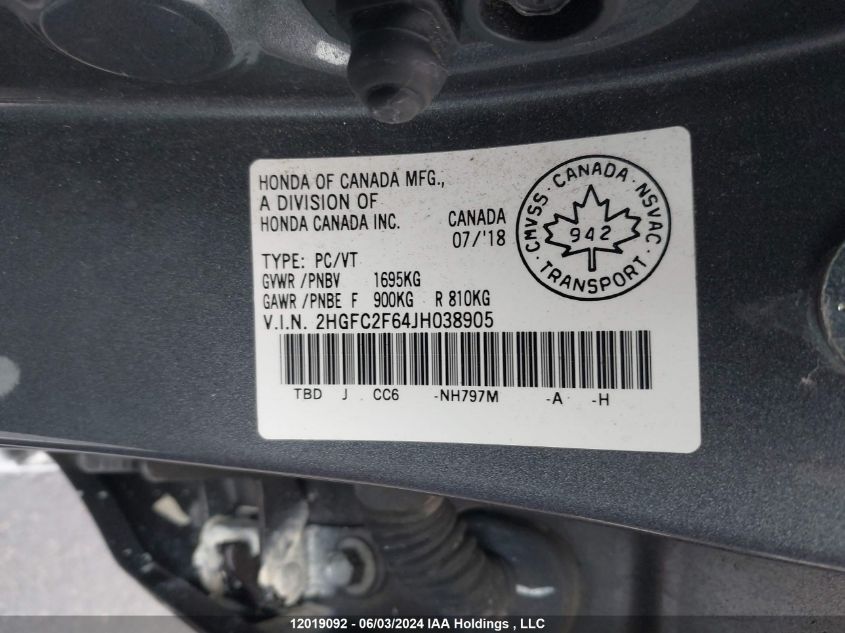 HONDA OF CANADA MFG.,
A DIVISION OF
HONDA CANADA INC.
CANADA
07/'18
TYPE: PC/VT
GVWR /PNBV 1695KG
GAWR /PNBE F 900KG R 810KG
V.I.N. 2HGFC2F64JH038905
TBD J CC6 -NH797M -A -H
CMVSS · CANADA · NSVAC ·
942
TRANSPORT
12019092 - 06/03/2024 IAA Holdings , LLC